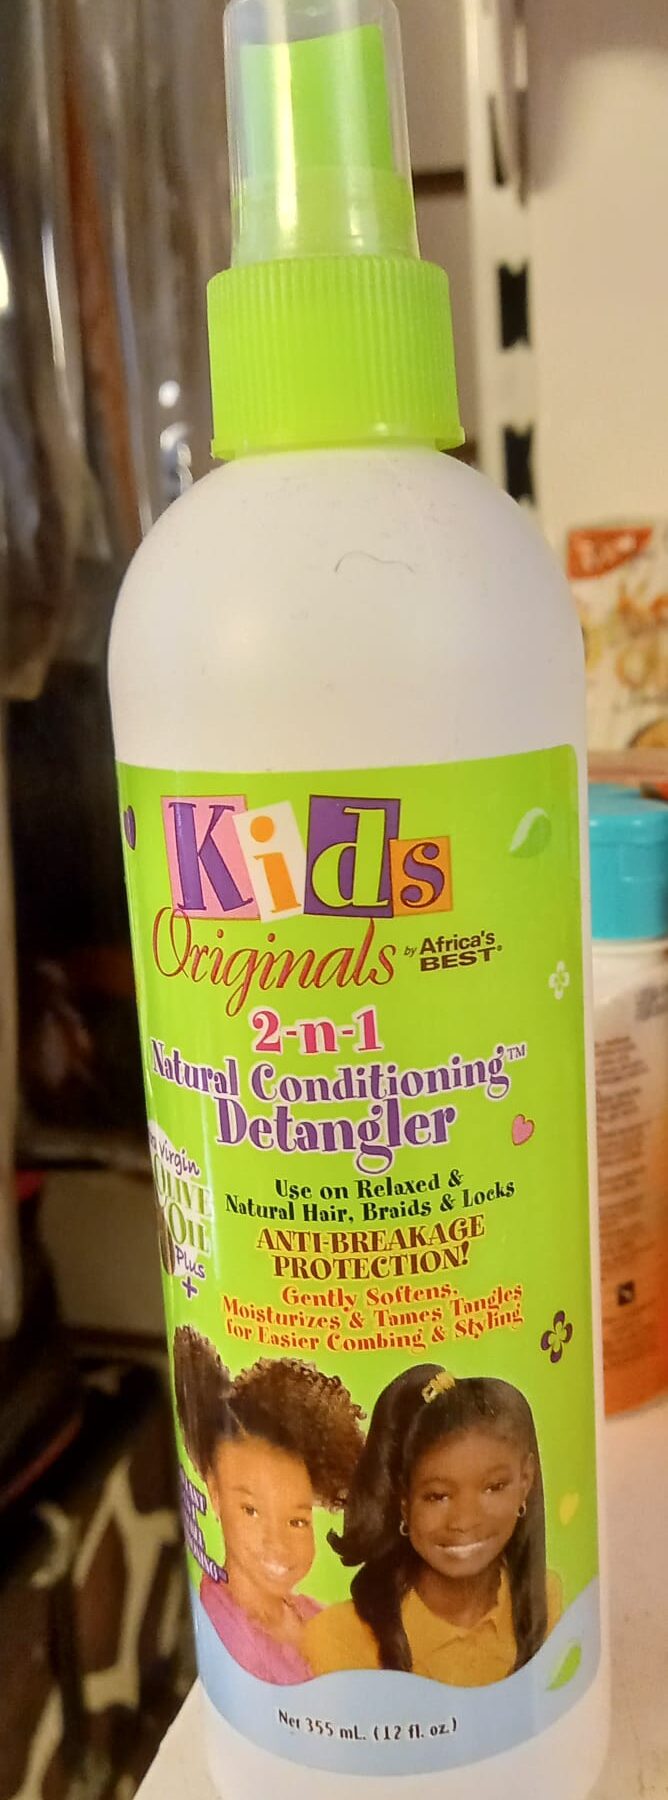 Kids
Originals by Africa's
BEST®
2-n-1
Natural Conditioning™
Detangler
Virgin
OLIVE
OIL
Plus
+
Use on Relaxed &
Natural Hair, Braids & Locks
ANTI-BREAKAGE
PROTECTION!
Gently Softens,
Moisturizes & Tames Tangles
for Easier Combing & Styling
Net 355 mL. (12 fl. oz.)